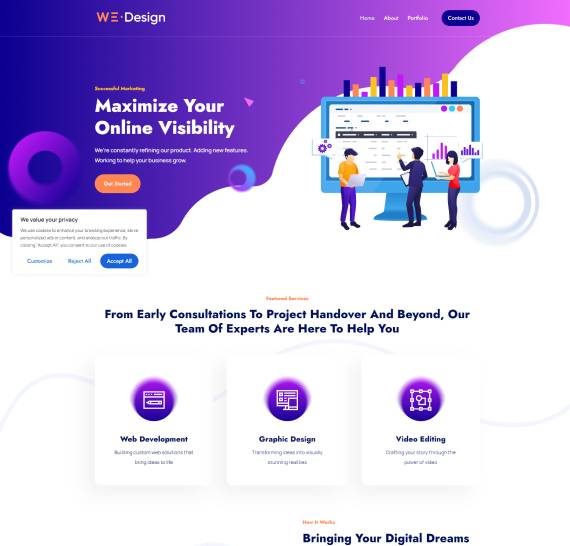 WE·Design
Home About Portfolio Contact Us
Successful Marketing
Maximize Your
Online Visibility
We're constantly refining our product. Adding new features.
Working to help your business grow.
Get Started
We value your privacy
We use cookies to enhance your browsing experience, serve
personalized ads or content, and analyze our traffic. By
clicking "Accept All", you consent to our use of cookies.
Customize Reject All Accept All
Featured Services
From Early Consultations To Project Handover And Beyond, Our
Team Of Experts Are Here To Help You
Web Development
Building custom web solutions that
bring ideas to life
Graphic Design
Transforming ideas into visually
stunning realities
Video Editing
Crafting your story through the
power of video
How It Works
Bringing Your Digital Dreams